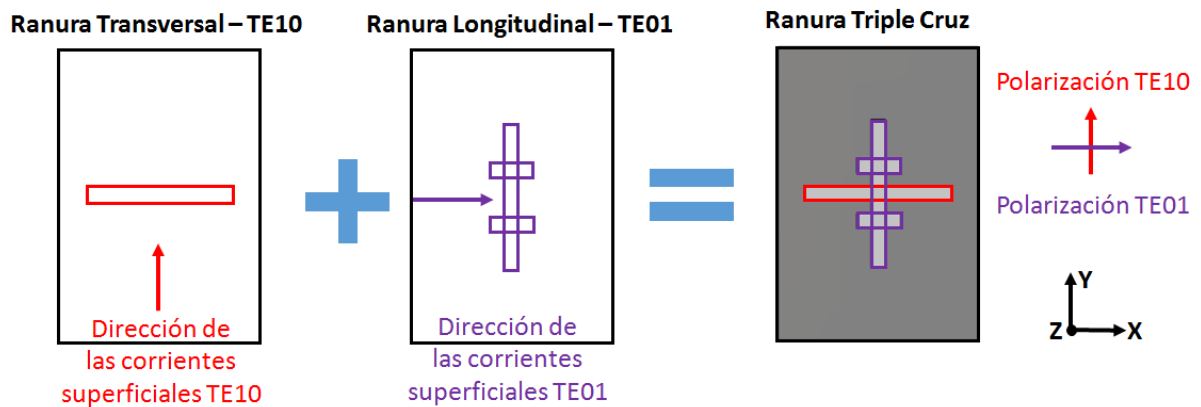 Ranura Transversal – TE10
Ranura Longitudinal – TE01
Ranura Triple Cruz
Dirección de
las corrientes
superficiales TE10
Dirección de
las corrientes
superficiales TE01
Polarización TE10
Polarización TE01
Y
Z
X